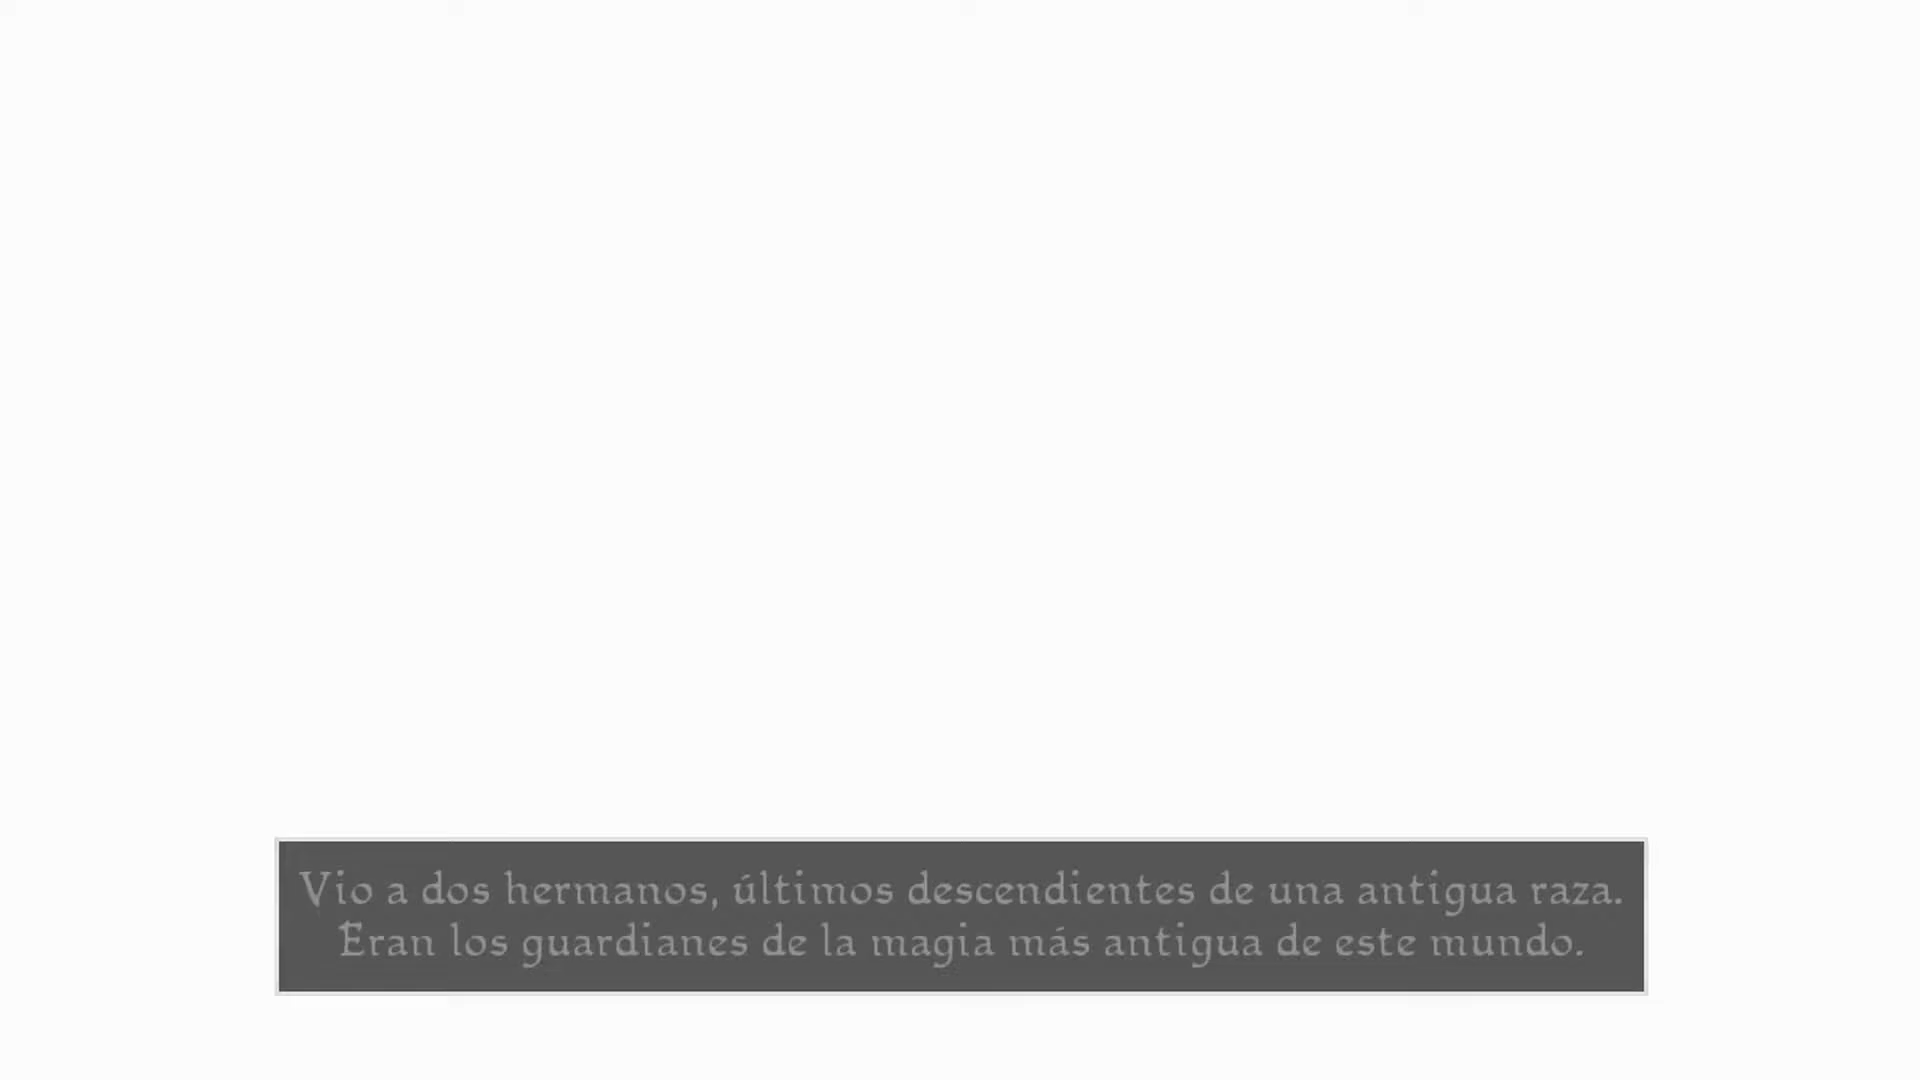 Vio a dos hermanos, últimos descendientes de una antigua raza.
Eran los guardianes de la magia más antigua de este mundo.